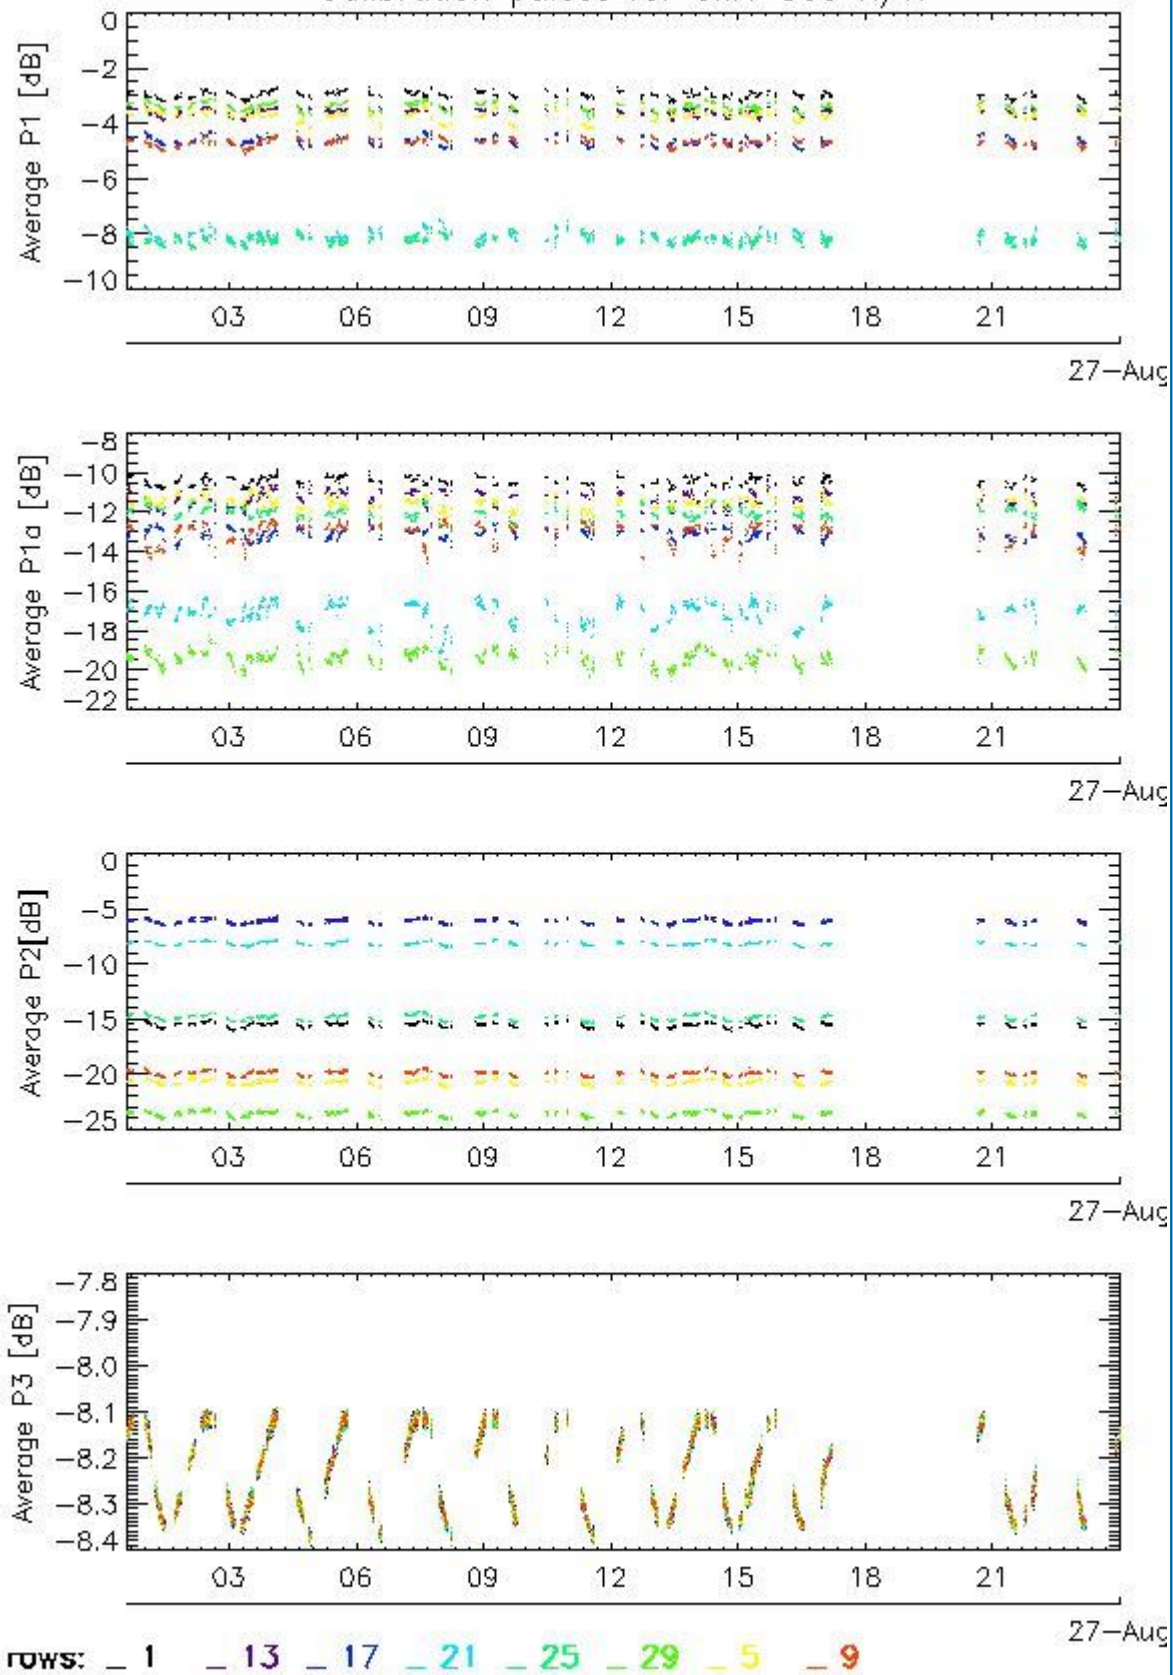 0
-2
-4
-6
-8
-10
Average P1 [dB]
03 06 09 12 15 18 21
27-Aug
-8
-10
-12
-14
-16
-18
-20
-22
Average P1a [dB]
03 06 09 12 15 18 21
27-Aug
0
-5
-10
-15
-20
-25
Average P2[dB]
03 06 09 12 15 18 21
27-Aug
-7.8
-7.9
-8.0
-8.1
-8.2
-8.3
-8.4
Average P3 [dB]
03 06 09 12 15 18 21
27-Aug
rows: _ 1 _ 13 _ 17 _ 21 _ 25 _ 29 _ 5 _ 9